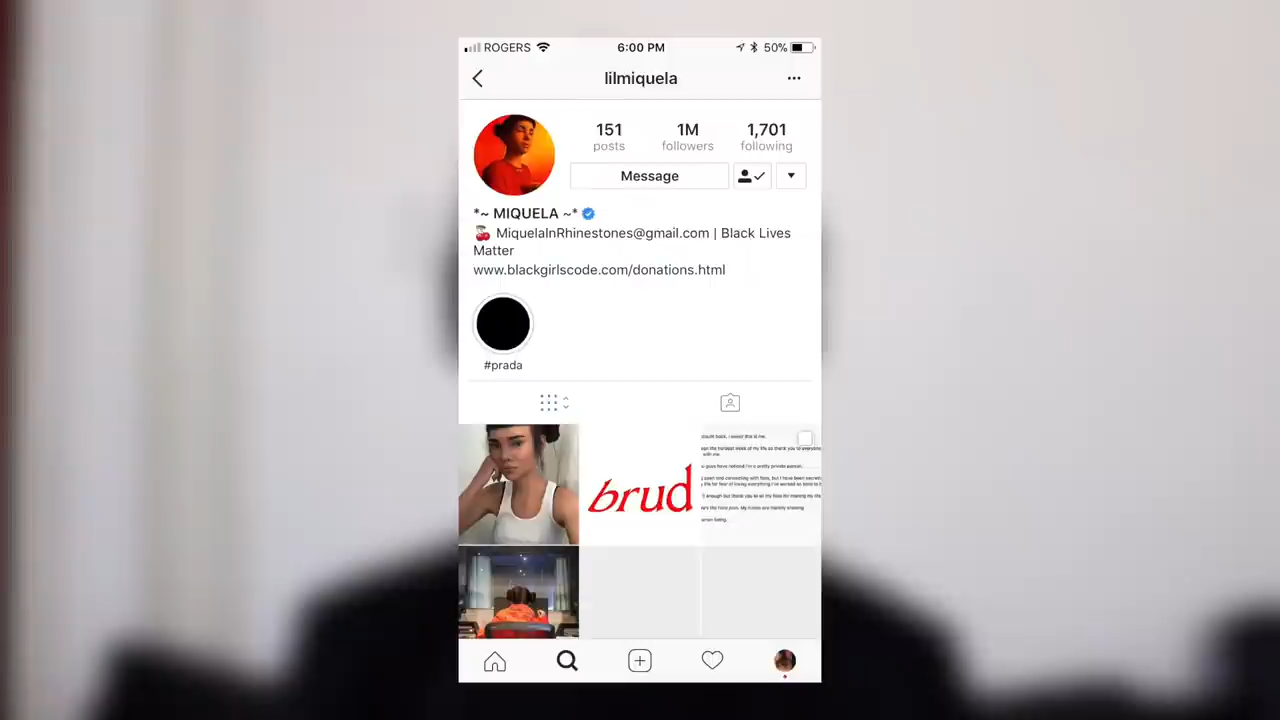 ROGERS 6:00 PM 50%
lilmiquela
151 1M 1,701
posts followers following
Message
*~ MIQUELA ~*
🍒 MiquelaInRhinestones@gmail.com | Black Lives
Matter
www.blackgirlscode.com/donations.html
#prada
brud